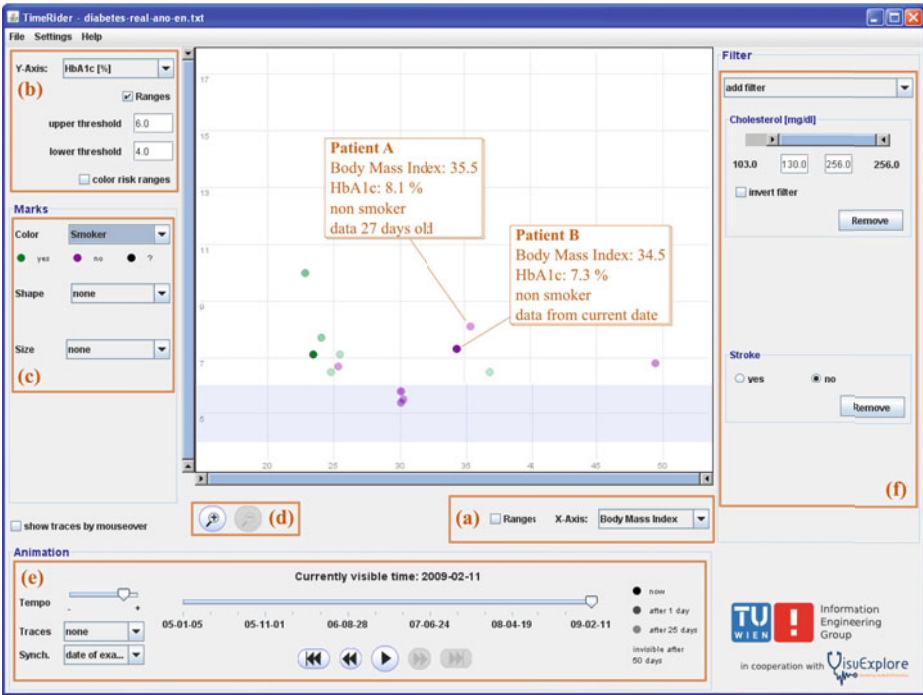 TimeRider - diabetes-real-ano-en.txt
File Settings Help
Y-Axis: HbA1c [%]
(b)
Ranges
upper threshold 6.0
lower threshold 4.0
color risk ranges
Marks
Color Smoker
yes no ?
Shape none
Size none
(c)
show traces by mouseover
17
15
13
11
9
7
5
20 25 30 35 4 45 50
Patient A
Body Mass Index: 35.5
HbA1c: 8.1 %
non smoker
data 27 days old
Patient B
Body Mass Index: 34.5
HbA1c: 7.3 %
non smoker
data from current date
(d)
(a) Ranges X-Axis: Body Mass Index
Filter
add filter
Cholesterol [mg/dl]
103.0 130.0 256.0 256.0
invert filter
Remove
Stroke
yes no
Remove
(f)
Animation
(e)
Currently visible time: 2009-02-11
Tempo
- +
Traces none
Synch. date of exa...
05-01-05 05-11-01 06-08-28 07-06-24 08-04-19 09-02-11
now
after 1 day
after 25 days
invisible after
50 days
TU
WIEN
!
Information
Engineering
Group
in cooperation with VisuExplore